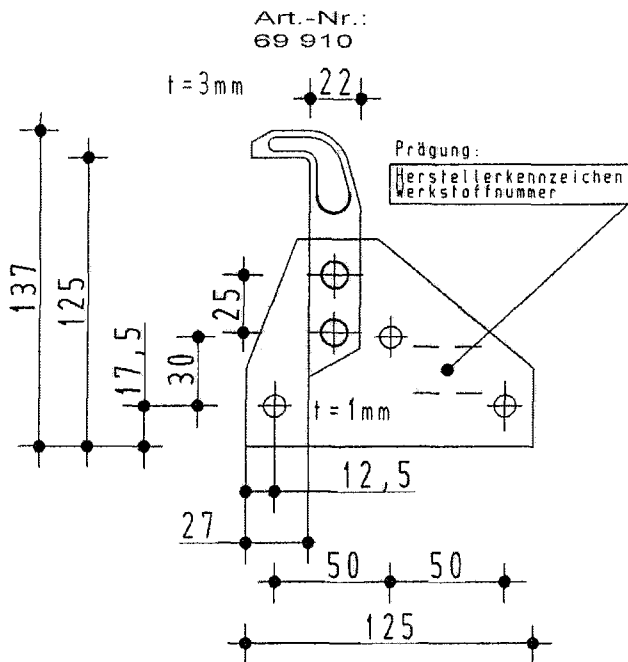 Art.-Nr.:
69 910
t=3mm
22
Prägung:
Herstellerkennzeichen
Werkstoffnummer
137
125
25
17,5
30
t=1mm
12,5
27
50
50
125